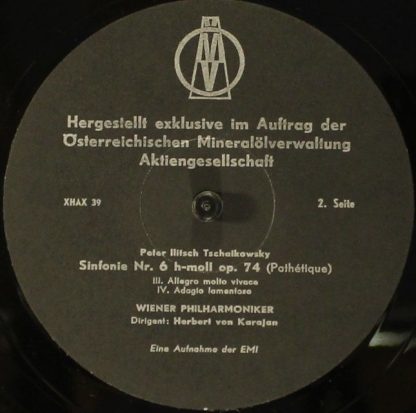 ÖMV
Hergestellt exklusive im Auftrag der
Österreichischen Mineralölverwaltung
Aktiengesellschaft
XHAX 39
2. Seite
Peter Ilitsch Tschaikowsky
Sinfonie Nr. 6 h-moll op. 74 (Pathétique)
III. Allegro molto vivace
IV. Adagio lamentoso
WIENER PHILHARMONIKER
Dirigent: Herbert von Karajan
Eine Aufnahme der EMI